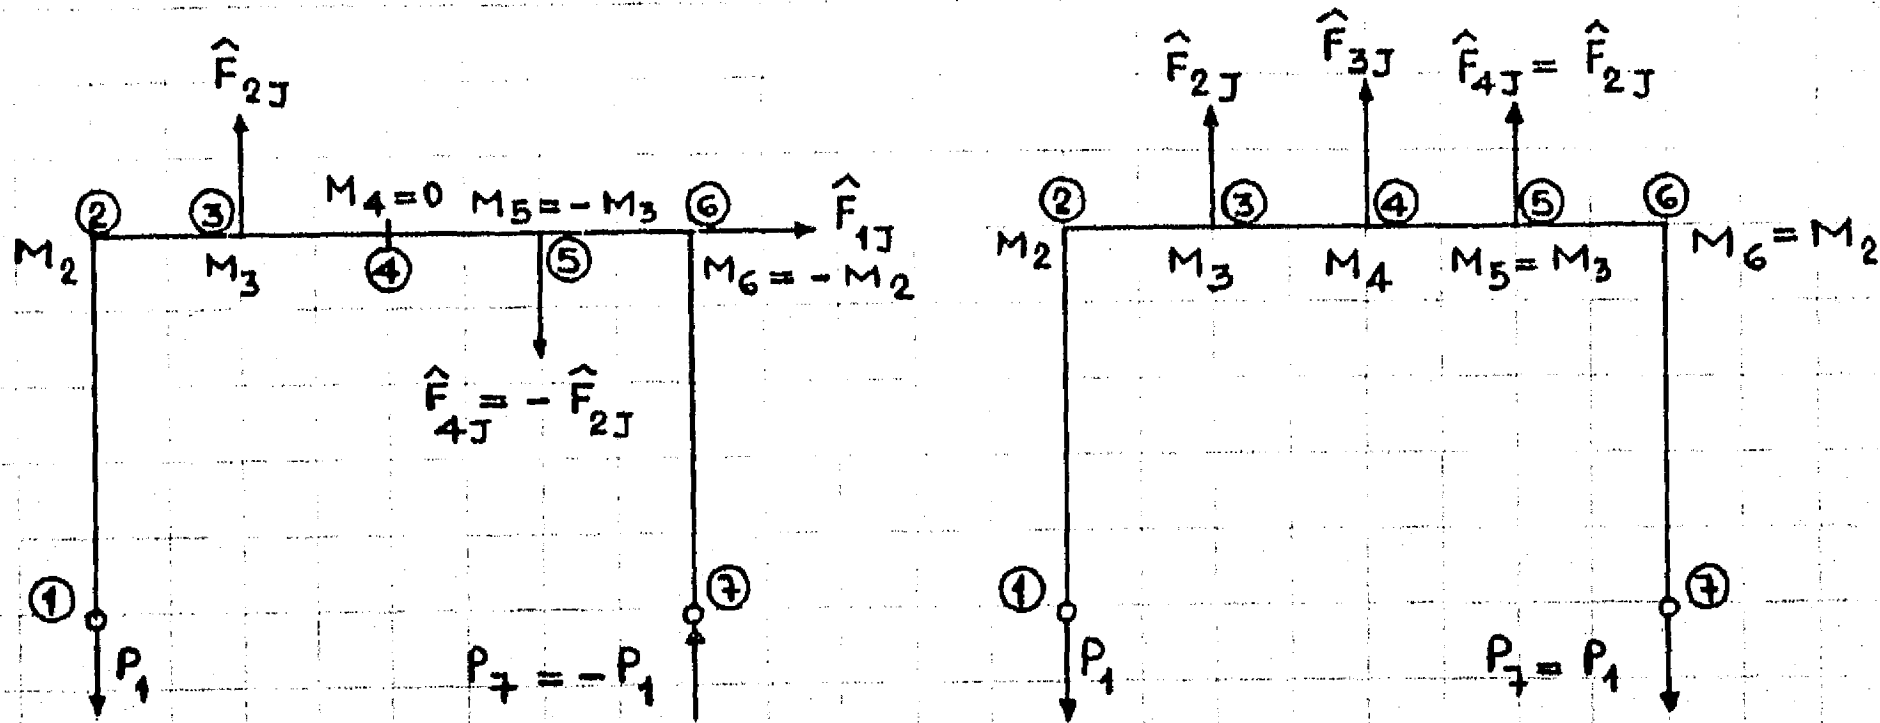 F̂2J
M4=0 M5=-M3
② ③ ⑥ F̂1J
M2 M3 ④ ⑤ M6=-M2
F̂4J=-F̂2J
① ⑦
P1 P7=-P1
F̂2J F̂3J F̂4J=F̂2J
② ③ ④ ⑤ ⑥
M2 M3 M4 M5=M3 M6=M2
① ⑦
P1 P7=P1